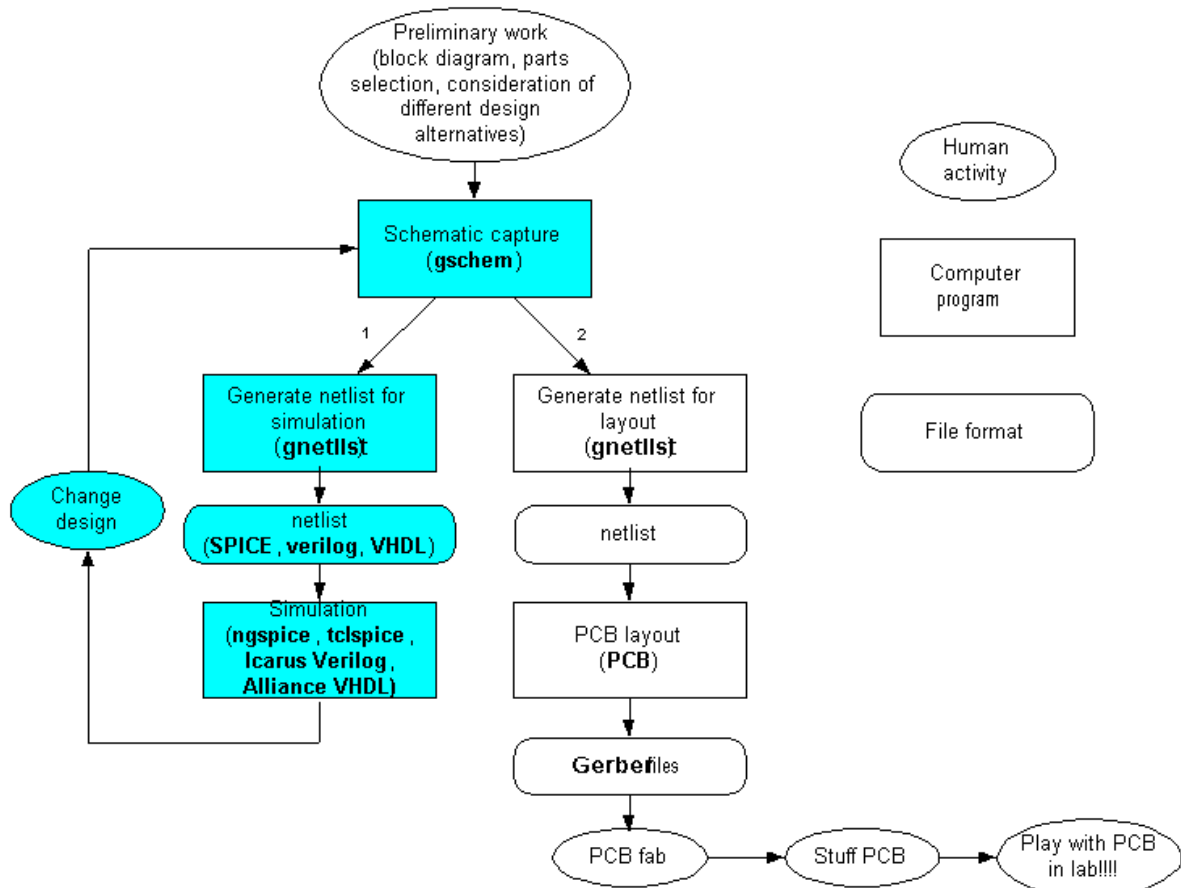 Preliminary work
(block diagram, parts
selection, consideration of
different design
alternatives)
Human
activity
Schematic capture
(gschem)
Computer
program
1
2
Generate netlist for
simulation
(gnetlist)
Generate netlist for
layout
(gnetlist)
File format
Change
design
netlist
(SPICE, verilog, VHDL)
netlist
Simulation
(ngspice, tclspice,
Icarus Verilog,
Alliance VHDL)
PCB layout
(PCB)
Gerber files
PCB fab
Stuff PCB
Play with PCB
in lab!!!!